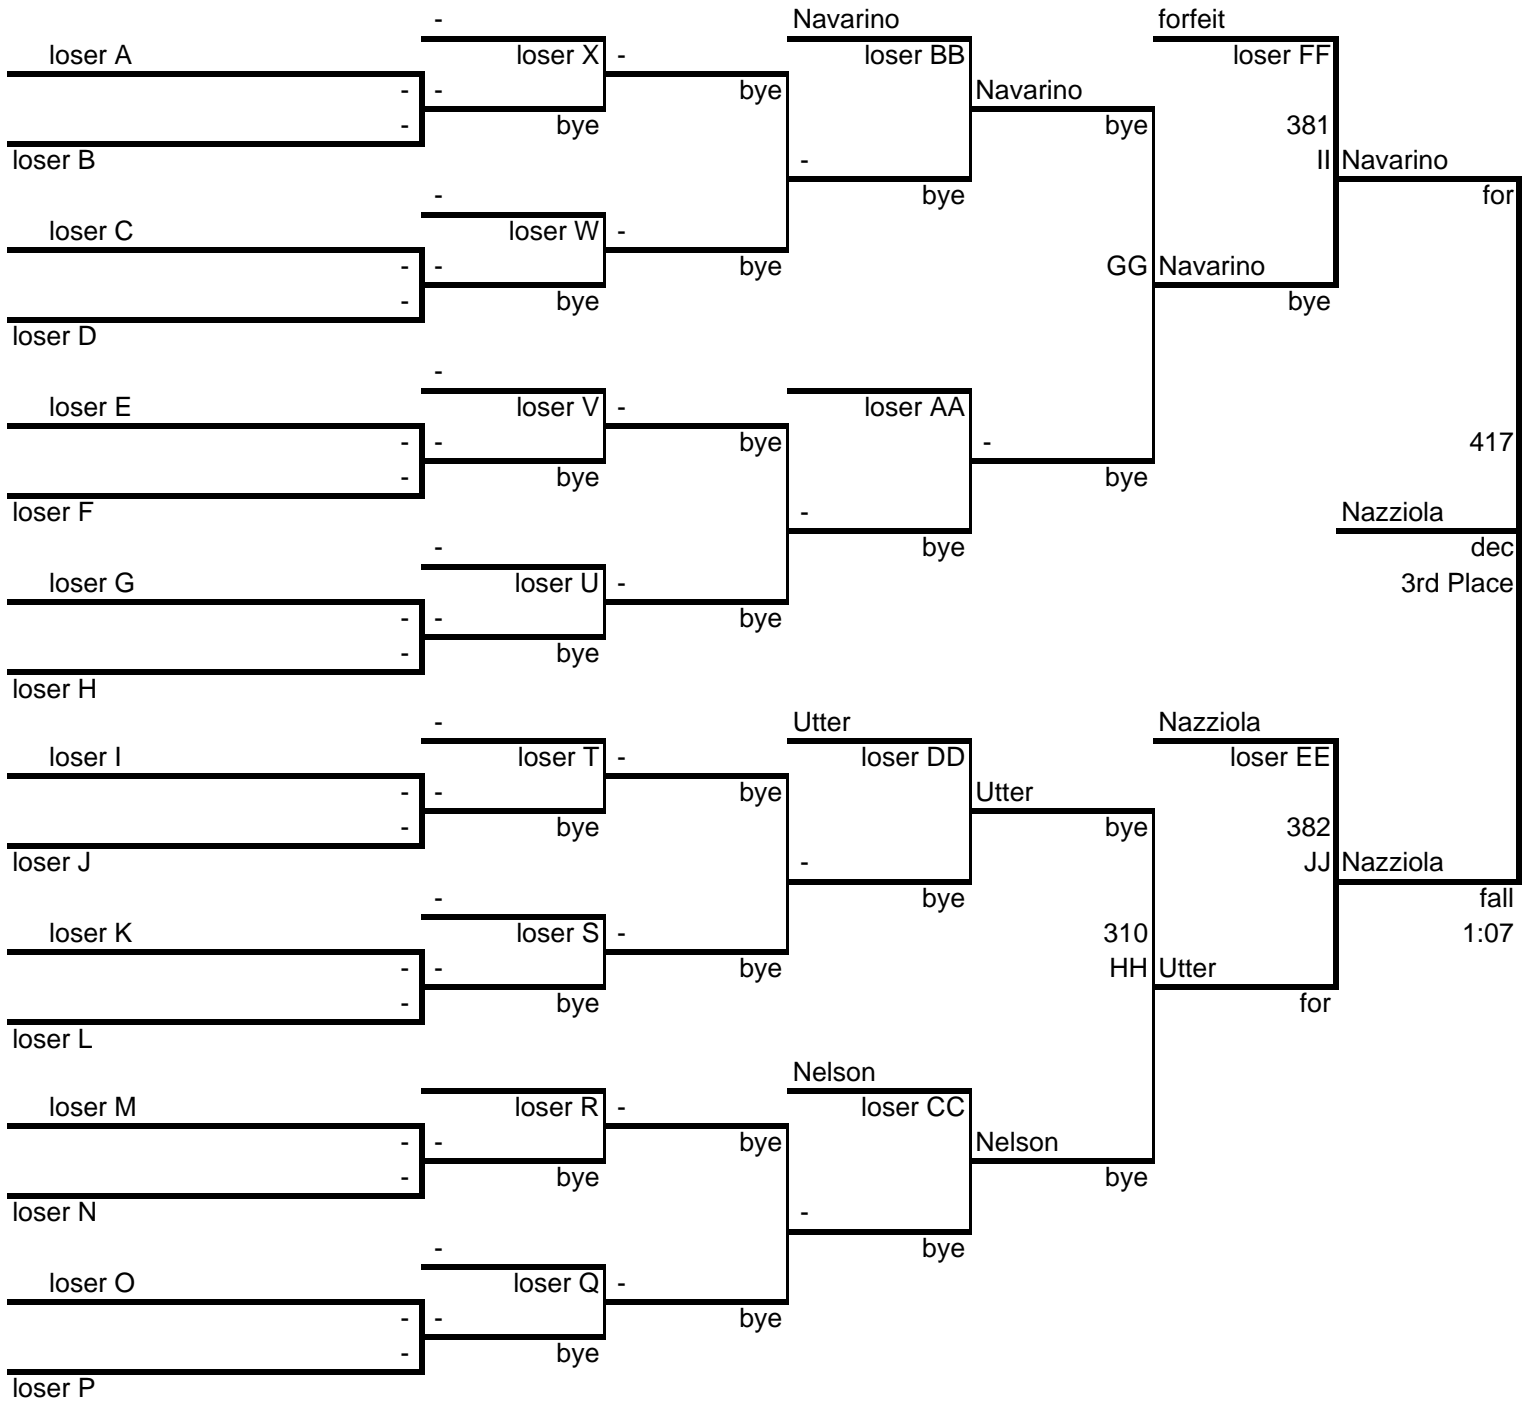 - Navarino forfeit
loser A loser X - loser BB loser FF
- - bye Navarino
- bye bye 381
loser B - II Navarino
- bye for
loser C loser W -
- - bye GG Navarino
- bye bye
loser D
-
loser E loser V - loser AA
- - bye - 417
- bye bye
loser F - Nazziola
- bye dec
loser G loser U - 3rd Place
- - bye
- bye
loser H
- Utter Nazziola
loser I loser T - loser DD loser EE
- - bye Utter
- bye bye 382
loser J - JJ Nazziola
- bye fall
loser K loser S - 310 1:07
- - bye HH Utter
- bye for
loser L
Nelson
loser M loser R - loser CC
- - bye Nelson
- bye bye
loser N -
- bye
loser O loser Q -
- - bye
- bye
loser P